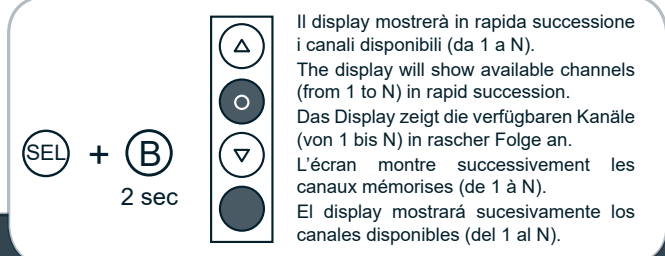 SEL + B
2 sec
Il display mostrerà in rapida successione
i canali disponibili (da 1 a N).
The display will show available channels
(from 1 to N) in rapid succession.
Das Display zeigt die verfügbaren Kanäle
(von 1 bis N) in rascher Folge an.
L'écran montre successivement les
canaux mémorises (de 1 à N).
El display mostrará sucesivamente los
canales disponibles (del 1 al N).